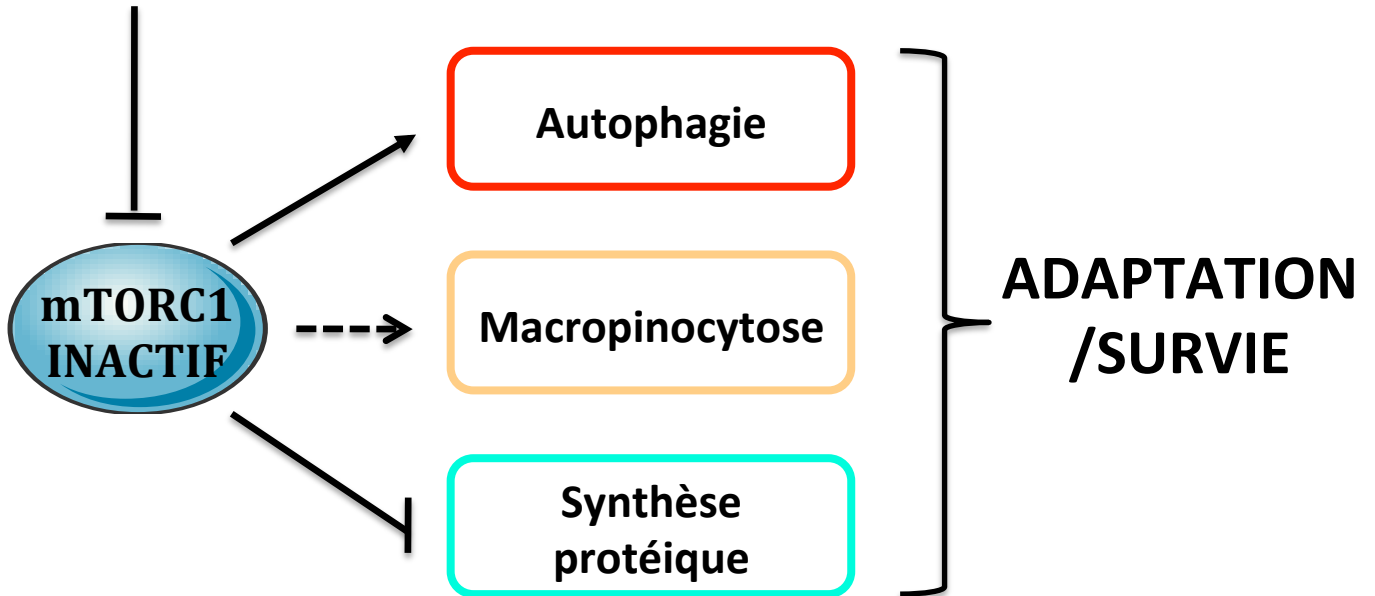 Autophagie
mTORC1
INACTIF
Macropinocytose
Synthèse
protéique
ADAPTATION
/SURVIE